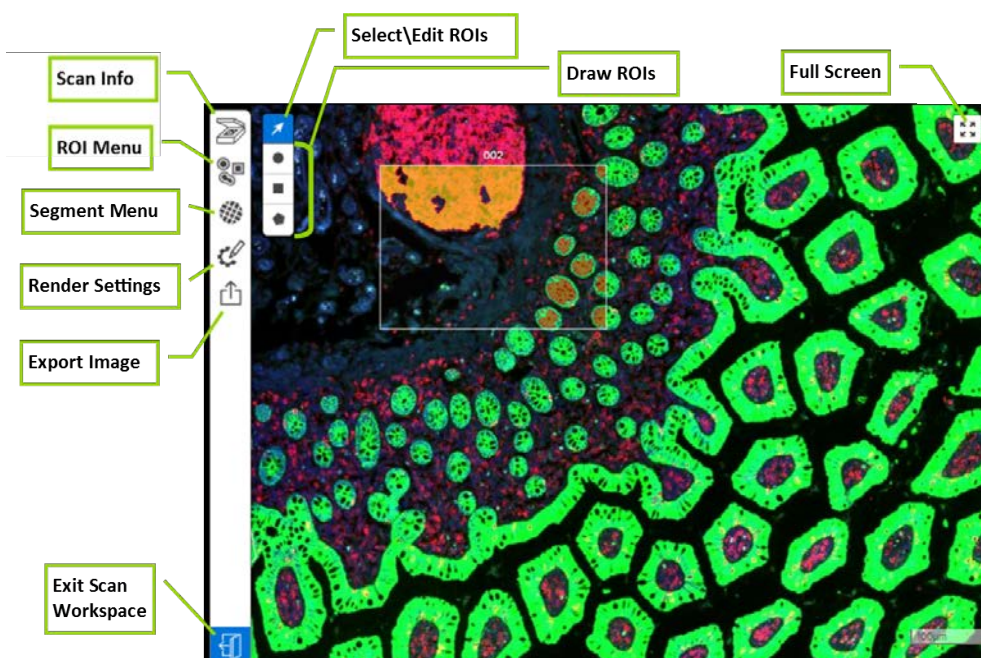 Select\Edit ROIs
Scan Info
Draw ROIs
Full Screen
ROI Menu
002
Segment Menu
Render Settings
Export Image
Exit Scan
Workspace
100um